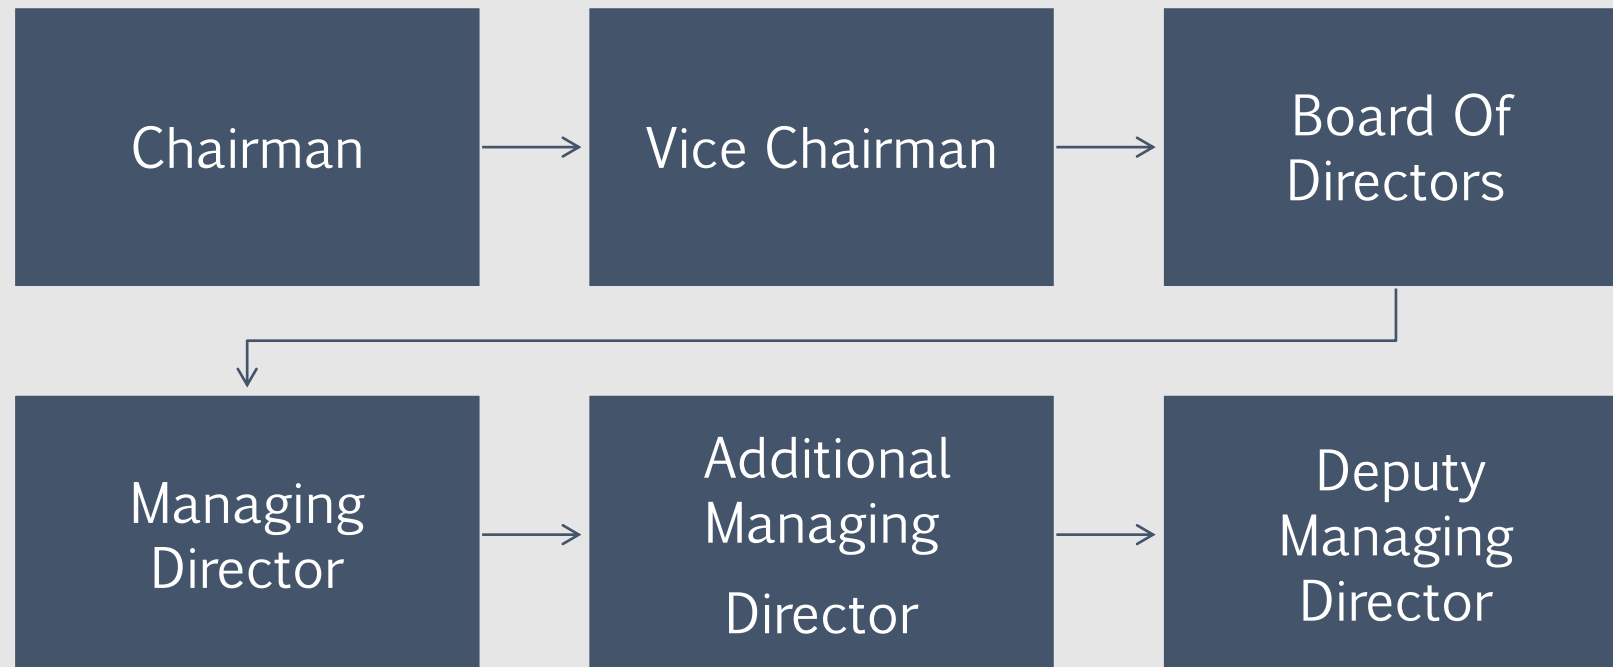 Chairman
Vice Chairman
Board Of
Directors
Managing
Director
Additional
Managing
Director
Deputy
Managing
Director